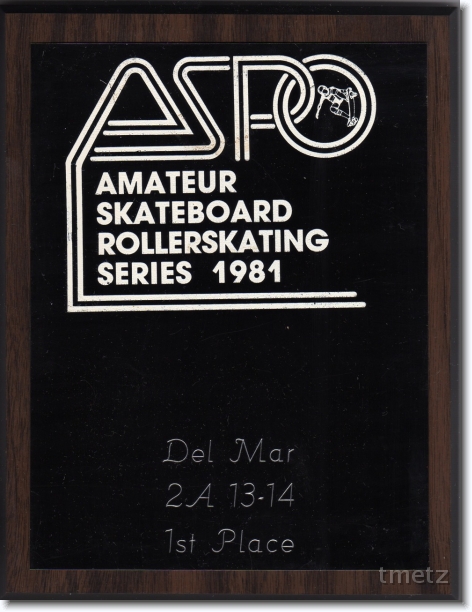 ASPO
AMATEUR
SKATEBOARD
ROLLERSKATING
SERIES 1981
Del Mar
2A 13-14
1st Place
tmetz